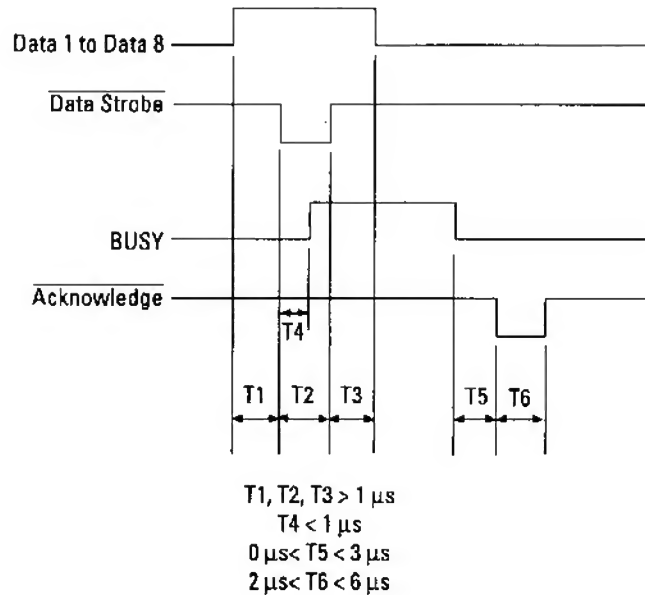 Data 1 to Data 8
Data Strobe
BUSY
Acknowledge
T4
T1 T2 T3 T5 T6
T1, T2, T3 > 1 µs
T4 < 1 µs
0 µs< T5 < 3 µs
2 µs< T6 < 6 µs